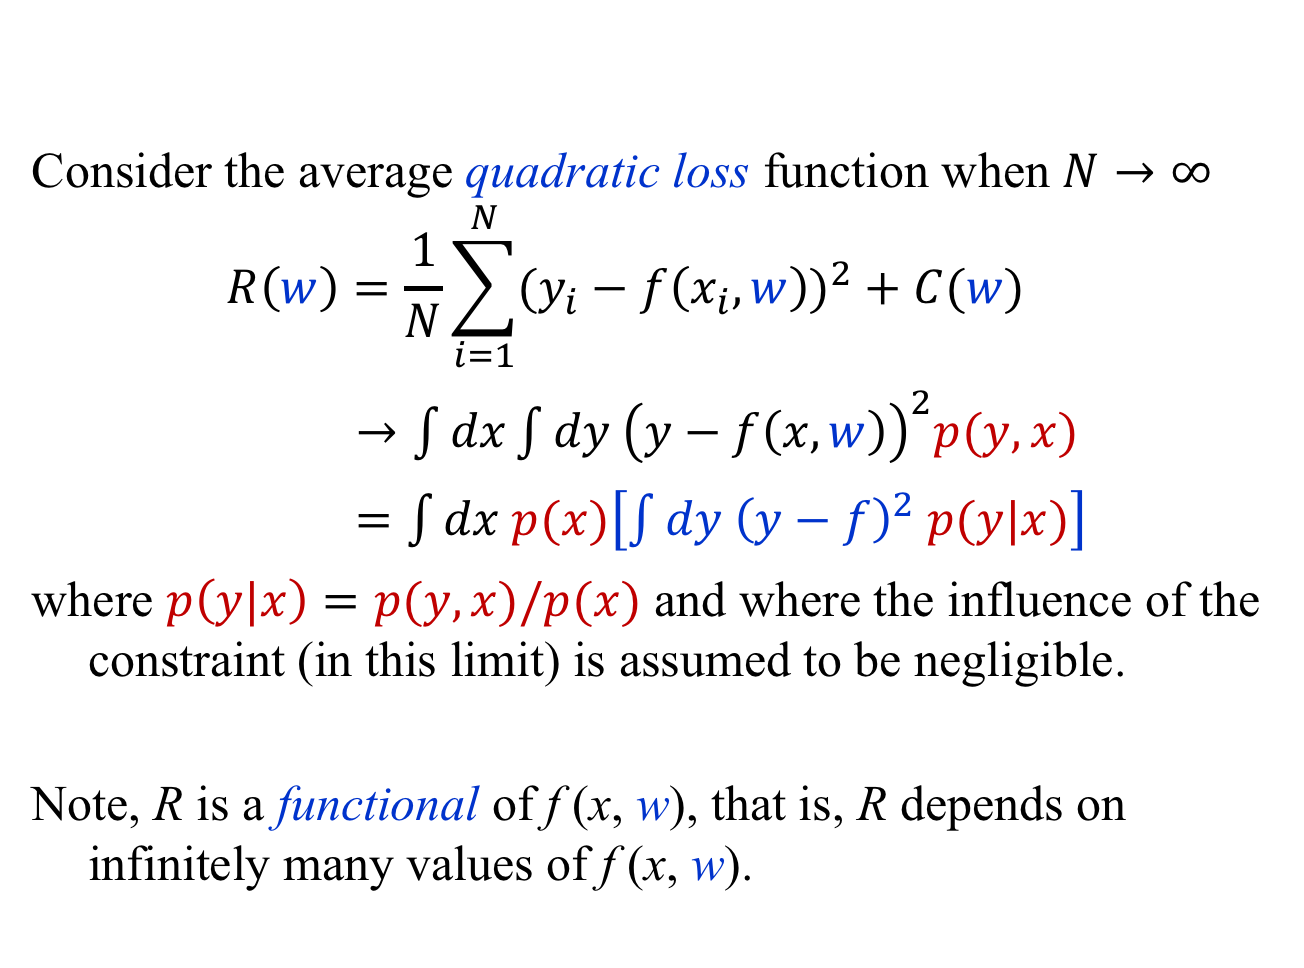 Consider the average quadratic loss function when N → ∞
R(w) = 1/N ∑_{i=1}^{N} (y_i − f(x_i, w))² + C(w)
→ ∫ dx ∫ dy (y − f(x, w))² p(y, x)
= ∫ dx p(x)[∫ dy (y − f)² p(y|x)]
where p(y|x) = p(y, x)/p(x) and where the influence of the
constraint (in this limit) is assumed to be negligible.
Note, R is a functional of f (x, w), that is, R depends on
infinitely many values of f (x, w).